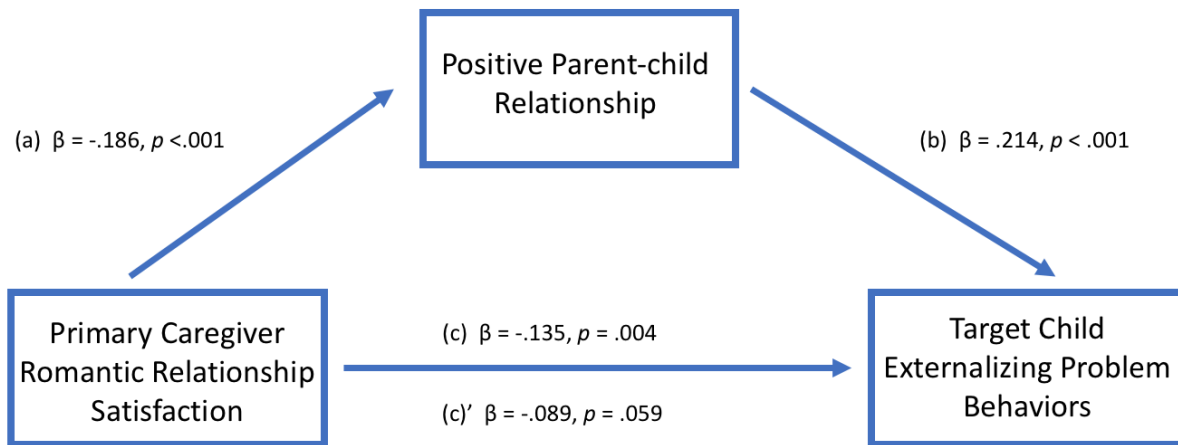 Positive Parent-child
Relationship
(a) β = -.186, p <.001
(b) β = .214, p < .001
Primary Caregiver
Romantic Relationship
Satisfaction
(c) β = -.135, p = .004
(c)’ β = -.089, p = .059
Target Child
Externalizing Problem
Behaviors